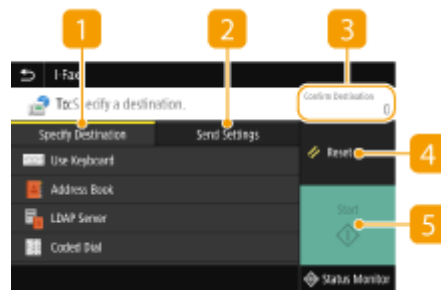 1
2
3
I-Fax
To: Specify a destination.
Confirm Destination
0
Specify Destination
Send Settings
Use Keyboard
Reset
4
Address Book
LDAP Server
Start
5
Coded Dial
Status Monitor